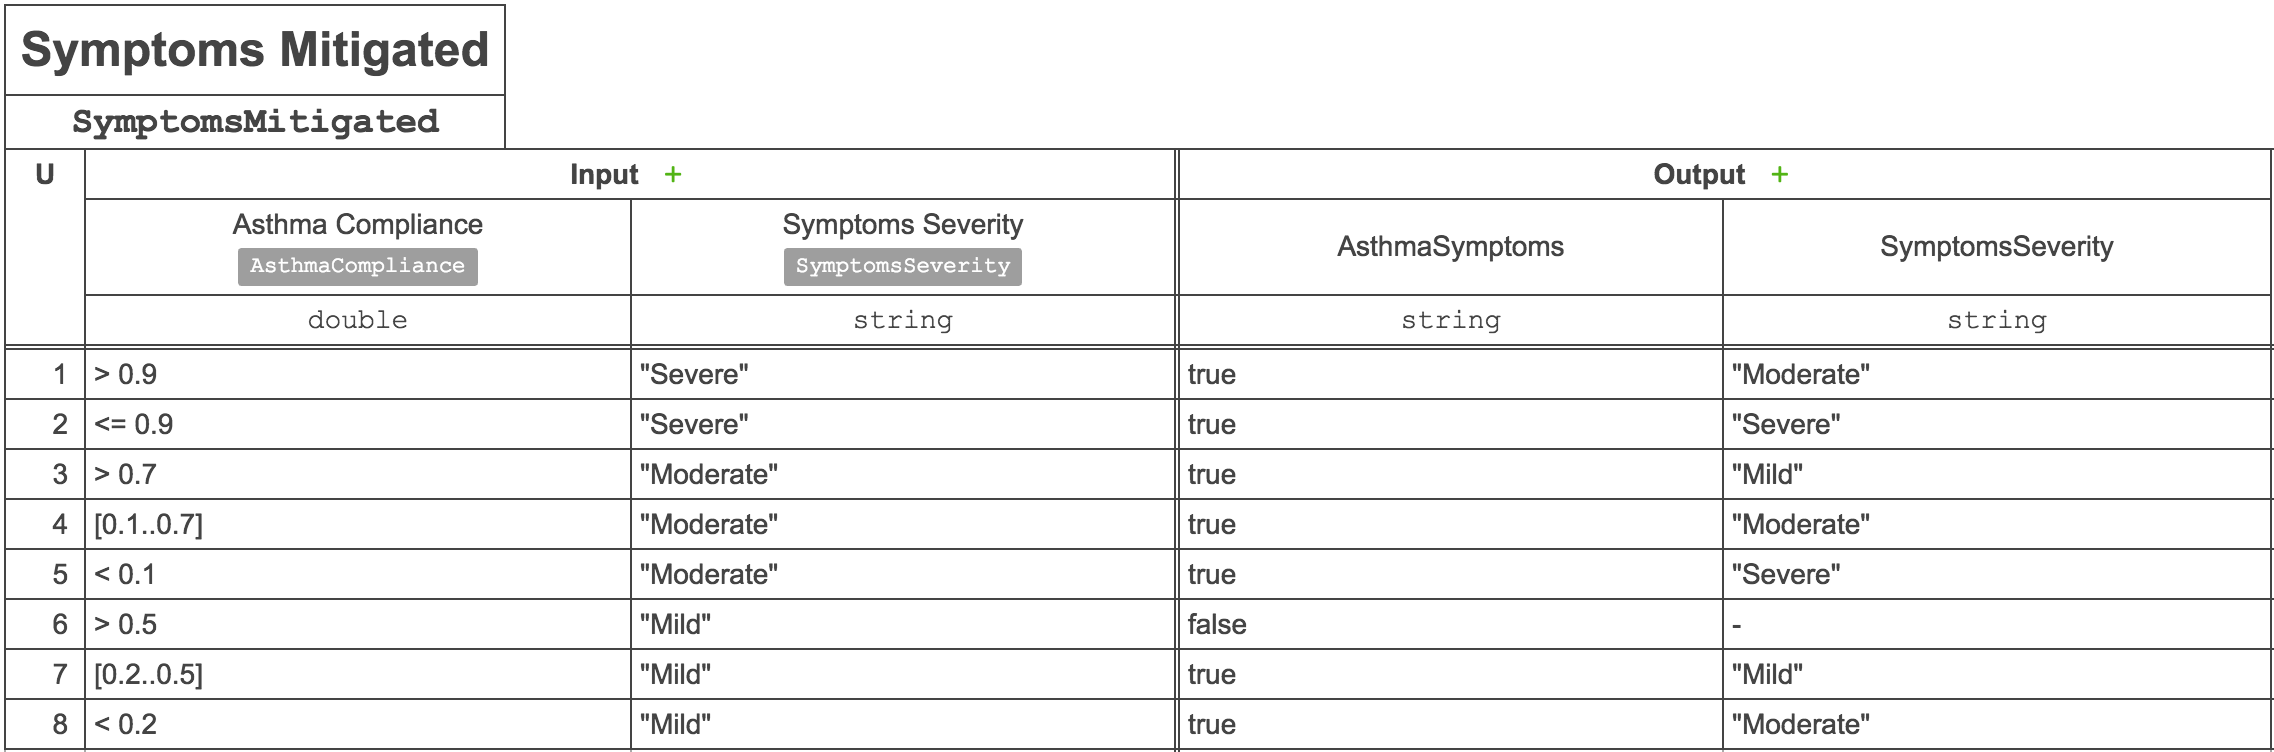 Symptoms Mitigated
SymptomsMitigated
U Input + Output +
Asthma Compliance Symptoms Severity AsthmaSymptoms SymptomsSeverity
AsthmaCompliance SymptomsSeverity
double string string string
1 > 0.9 "Severe" true "Moderate"
2 <= 0.9 "Severe" true "Severe"
3 > 0.7 "Moderate" true "Mild"
4 [0.1..0.7] "Moderate" true "Moderate"
5 < 0.1 "Moderate" true "Severe"
6 > 0.5 "Mild" false -
7 [0.2..0.5] "Mild" true "Mild"
8 < 0.2 "Mild" true "Moderate"